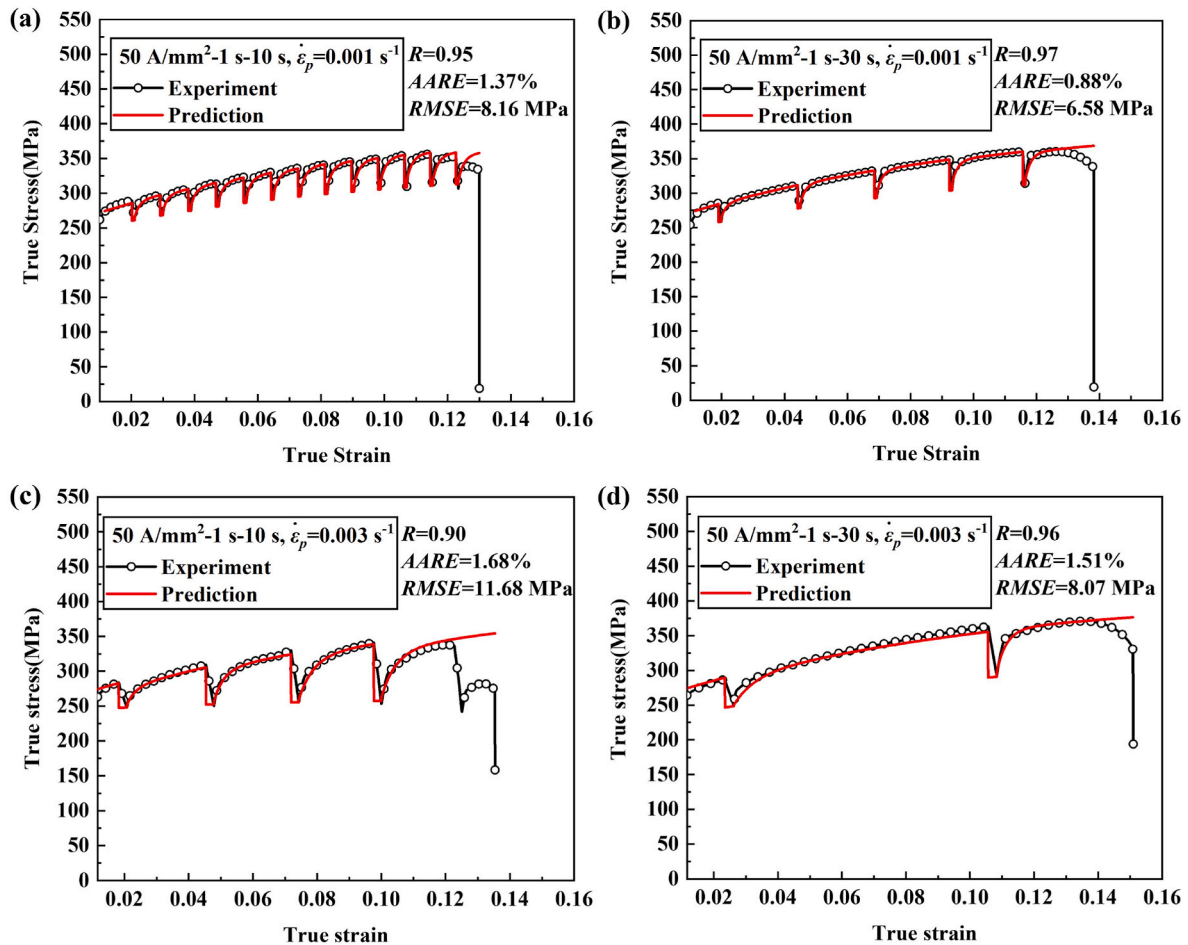 (a)
550
500
450
400
350
300
250
200
150
100
50
0
True Stress(MPa)
50 A/mm²-1 s-10 s, ε̇ₚ=0.001 s⁻¹
Experiment
Prediction
R=0.95
AARE=1.37%
RMSE=8.16 MPa
0.02 0.04 0.06 0.08 0.10 0.12 0.14 0.16
True Strain
(b)
550
500
450
400
350
300
250
200
150
100
50
0
True Stress(MPa)
50 A/mm²-1 s-30 s, ε̇ₚ=0.001 s⁻¹
Experiment
Prediction
R=0.97
AARE=0.88%
RMSE=6.58 MPa
0.02 0.04 0.06 0.08 0.10 0.12 0.14 0.16
True Strain
(c)
550
500
450
400
350
300
250
200
150
100
50
0
True stress(MPa)
50 A/mm²-1 s-10 s, ε̇ₚ=0.003 s⁻¹
Experiment
Prediction
R=0.90
AARE=1.68%
RMSE=11.68 MPa
0.02 0.04 0.06 0.08 0.10 0.12 0.14 0.16
True strain
(d)
550
500
450
400
350
300
250
200
150
100
50
0
True stress(MPa)
50 A/mm²-1 s-30 s, ε̇ₚ=0.003 s⁻¹
Experiment
Prediction
R=0.96
AARE=1.51%
RMSE=8.07 MPa
0.02 0.04 0.06 0.08 0.10 0.12 0.14 0.16
True strain